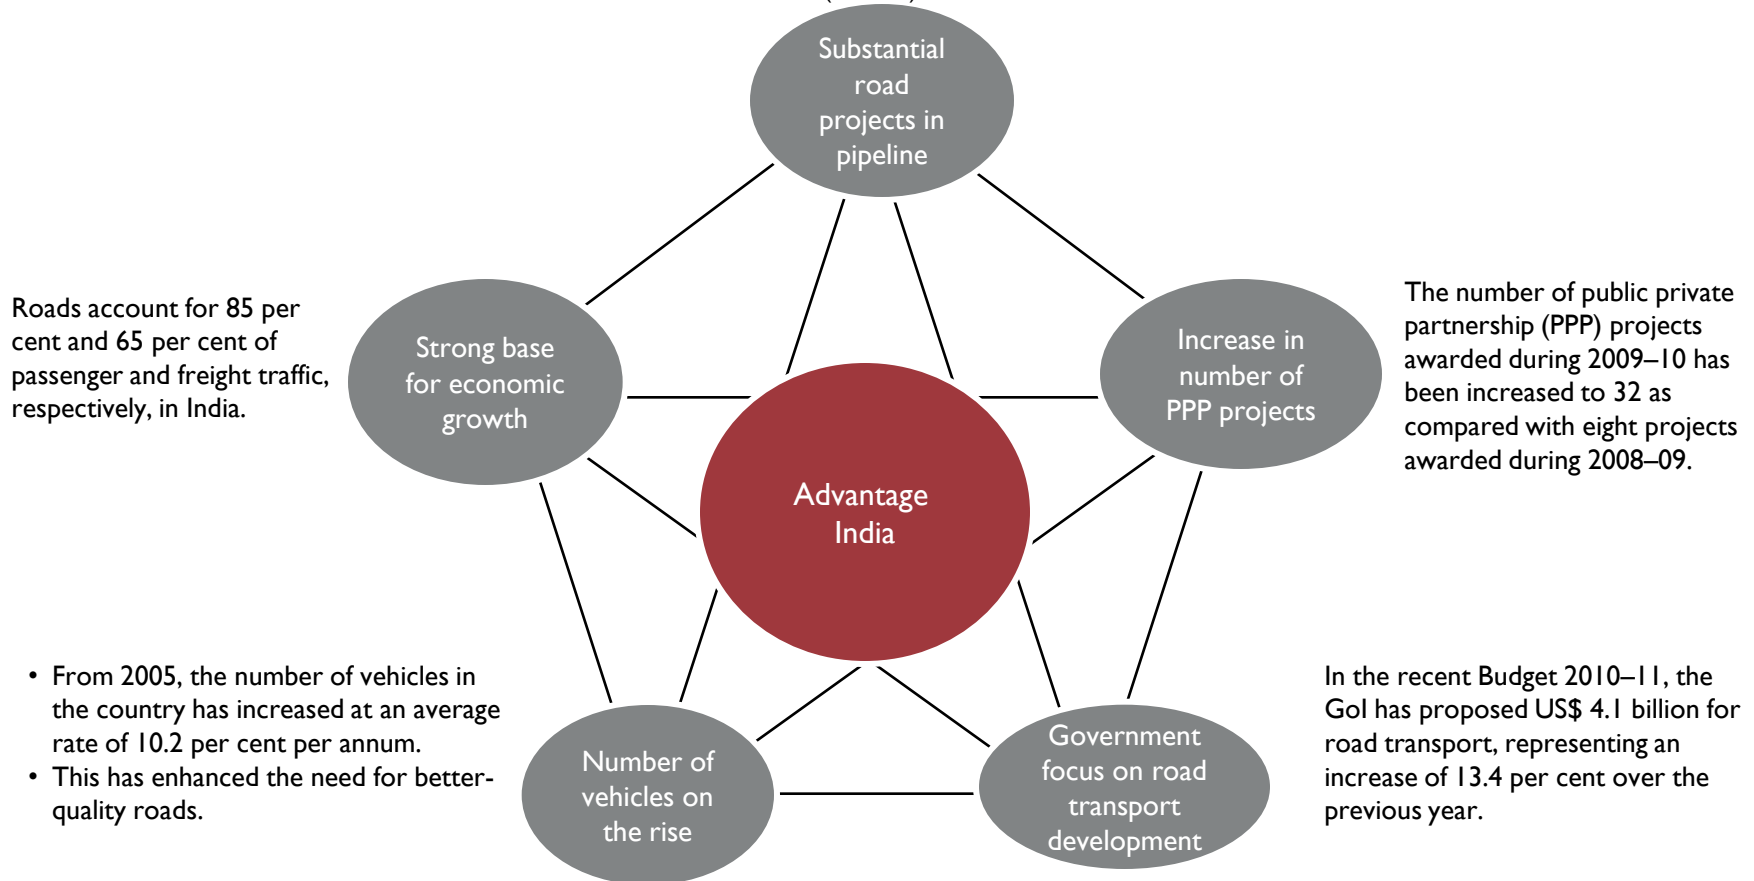 Substantial
road
projects in
pipeline
Roads account for 85 per
cent and 65 per cent of
passenger and freight traffic,
respectively, in India.
Strong base
for economic
growth
Increase in
number of
PPP projects
The number of public private
partnership (PPP) projects
awarded during 2009–10 has
been increased to 32 as
compared with eight projects
awarded during 2008–09.
Advantage
India
• From 2005, the number of vehicles in
the country has increased at an average
rate of 10.2 per cent per annum.
• This has enhanced the need for better-
quality roads.
Number of
vehicles on
the rise
Government
focus on road
transport
development
In the recent Budget 2010–11, the
GoI has proposed US$ 4.1 billion for
road transport, representing an
increase of 13.4 per cent over the
previous year.